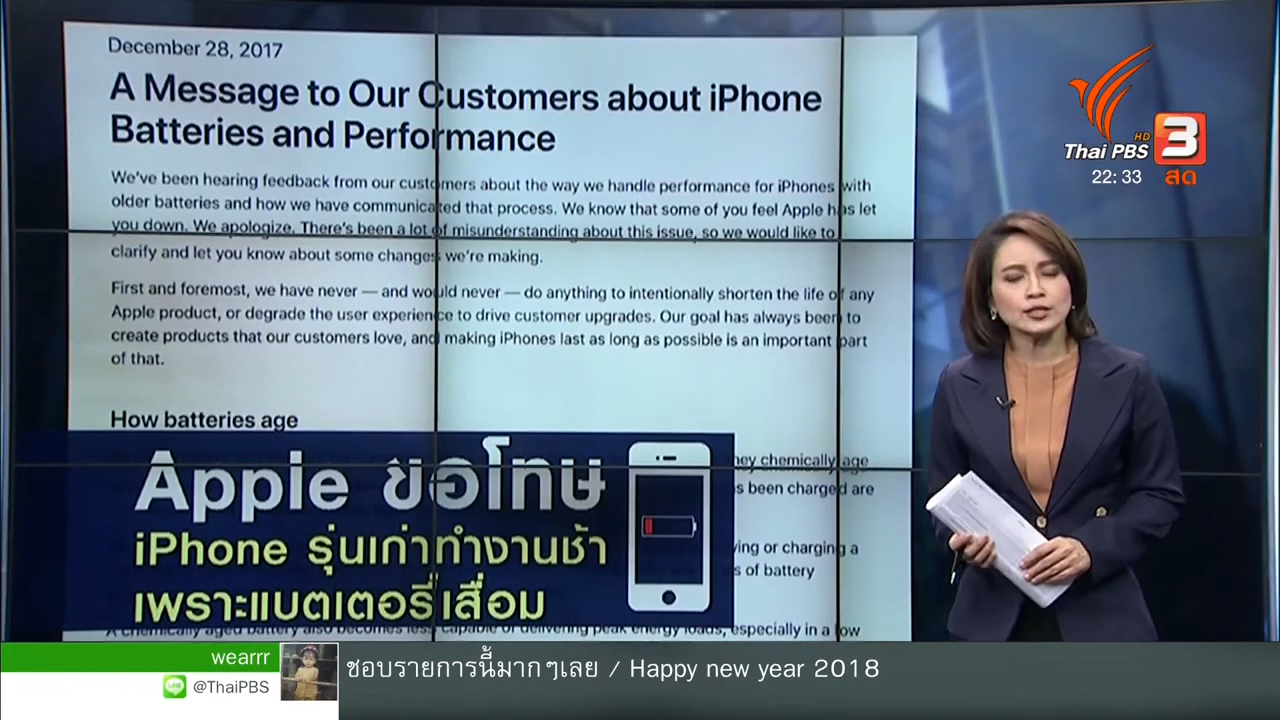 December 28, 2017
A Message to Our Customers about iPhone
Batteries and Performance
We've been hearing feedback from our customers about the way we handle performance for iPhones with
older batteries and how we have communicated that process. We know that some of you feel Apple has let
you down. We apologize. There's been a lot of misunderstanding about this issue, so we would like to
clarify and let you know about some changes we're making.
First and foremost, we have never — and would never — do anything to intentionally shorten the life of any
Apple product, or degrade the user experience to drive customer upgrades. Our goal has always been to
create products that our customers love, and making iPhones last as long as possible is an important part
of that.
How batteries age
they chemically age
s been charged are
ing or charging a
s of battery
A chemically aged battery also becomes less capable of delivering peak energy loads, especially in a low
Apple ขอโทษ
iPhone รุ่นเก่าทำงานช้า
เพราะแบตเตอรี่เสื่อม
HD
Thai PBS 3
22:33 สด
wearrr
LINE @ThaiPBS
ชอบรายการนี้มากๆเลย / Happy new year 2018